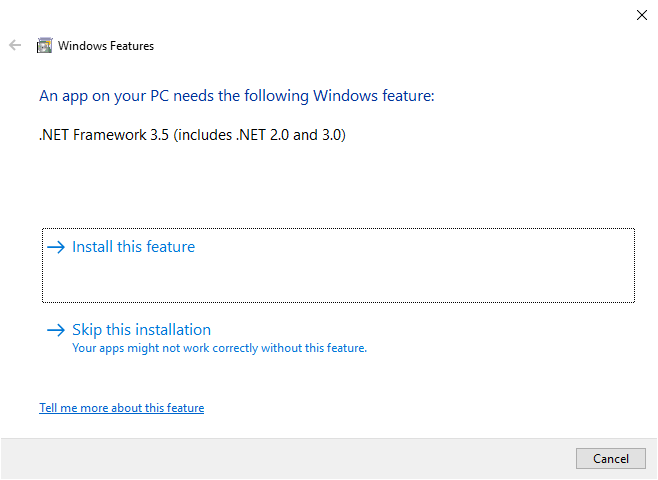 Windows Features
An app on your PC needs the following Windows feature:
.NET Framework 3.5 (includes .NET 2.0 and 3.0)
Install this feature
Skip this installation
Your apps might not work correctly without this feature.
Tell me more about this feature
Cancel